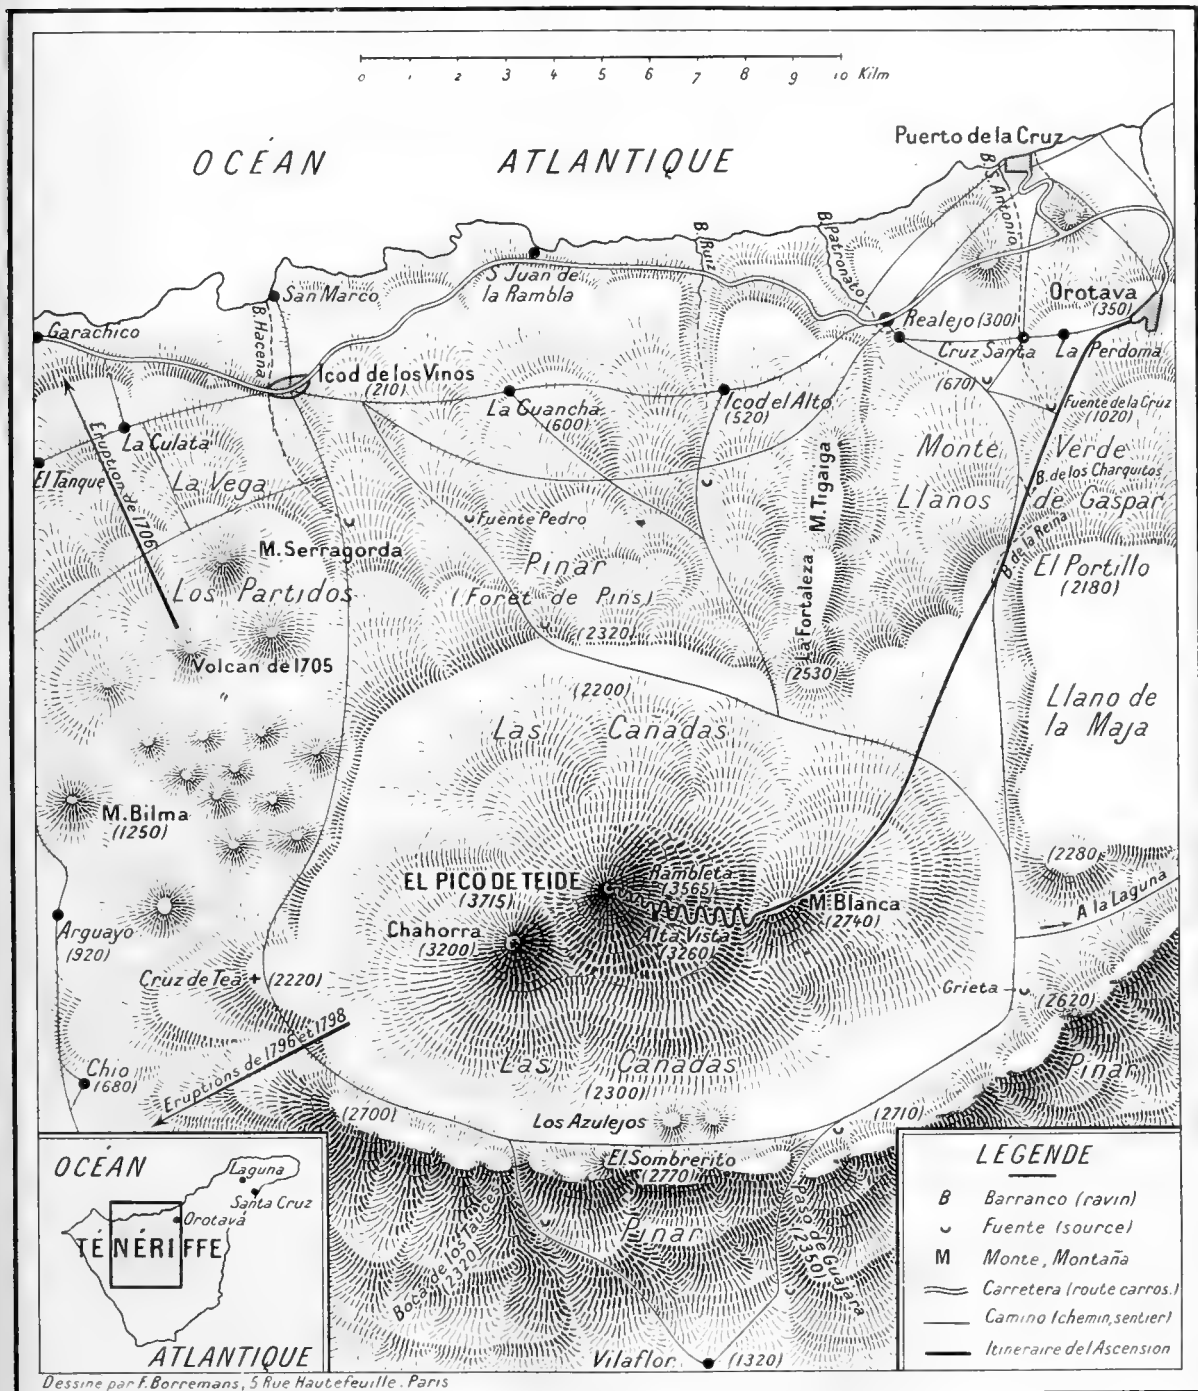 0 1 2 3 4 5 6 7 8 9 10 Kilm
OCÉAN ATLANTIQUE
Puerto de la Cruz
B. S. Antonio
B. Patronato
B. Ruiz
S. Juan de
la Rambla
San Marco
B. Hacena
Garachico
Orotava
(350)
Realejo (300)
Cruz Santa
La Perdoma
(670)
Fuente de la Cruz
(1020)
Icod de los Vinos
(210)
La Guancha
(600)
Icod el Alto
(520)
La Culata
El Tanque
Eruption de 1706
La Vega
Fuente Pedro
M. Serragorda
Los Partidos
Volcan de 1705
"
Pinar
(Forêt de Pins)
(2320)
La Fortaleza
M. Tigaiga
(2530)
Monte Verde
B. de los Charquitos
Llanos de Gaspar
B. de la Reina
El Portillo
(2180)
Llano de
la Maja
(2200)
Las Cañadas
M. Bilma
(1250)
Arguayo
(920)
EL PICO DE TEIDE
(3715)
Rambleta
(3565)
Chahorra
(3200)
Alta Vista
(3260)
M. Blanca
(2740)
(2280)
A la Laguna
Grieta
(2620)
Pinar
Cruz de Tea + (2220)
Eruptions de 1796 et 1798
Chio
(680)
Las Canadas
(2300)
Los Azulejos
(2700)
(2710)
El Sombrerito
(2770)
Pinar
(2320)
Paso de Guajara
(2350)
Vilaflor
(1320)
OCÉAN
Laguna
Santa Cruz
Orotava
TÉNÉRIFFE
ATLANTIQUE
LÉGENDE
B Barranco (ravin)
Fuente (source)
M Monte, Montaña
Carretera (route carros.)
Camino (chemin, sentier)
Itineraire del Ascension
Dessine par F. Borremans, 5 Rue Hautefeuille. Paris